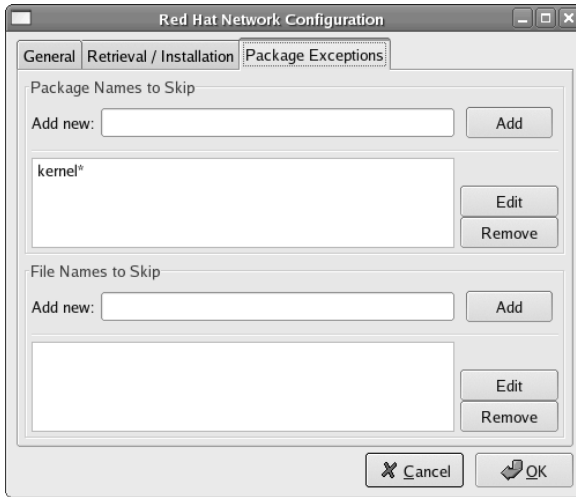 Red Hat Network Configuration
General Retrieval / Installation Package Exceptions
Package Names to Skip
Add new: Add
kernel*
Edit
Remove
File Names to Skip
Add new: Add
Edit
Remove
Cancel OK